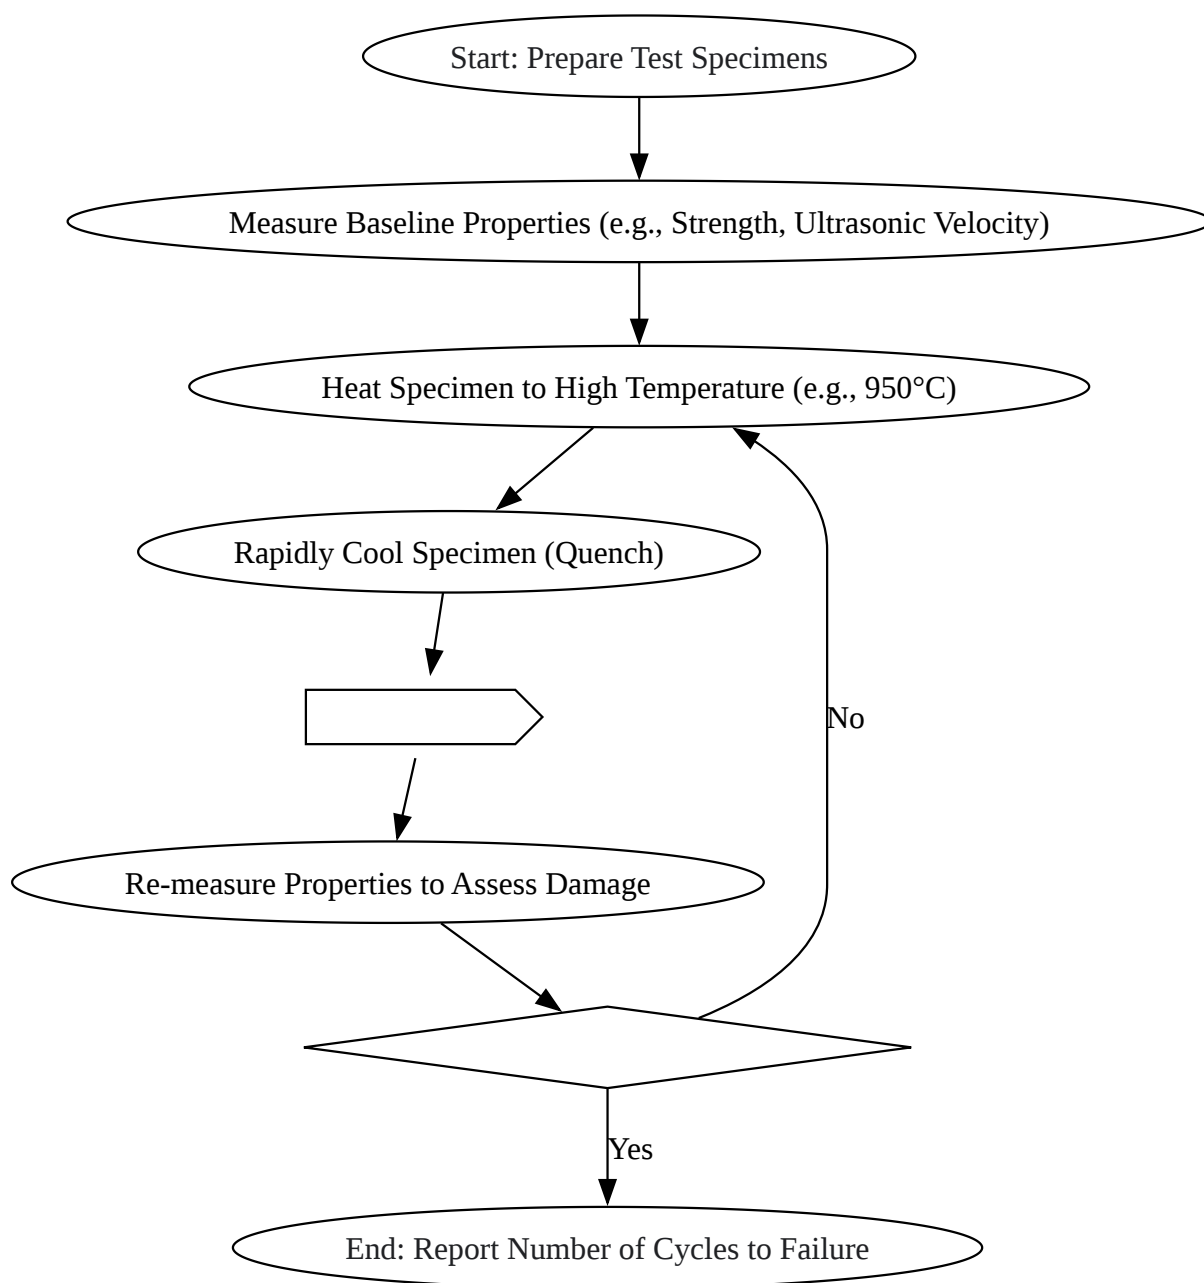 Start: Prepare Test Specimens
Measure Baseline Properties (e.g., Strength, Ultrasonic Velocity)
Heat Specimen to High Temperature (e.g., 950°C)
Rapidly Cool Specimen (Quench)
No
Re-measure Properties to Assess Damage
Yes
End: Report Number of Cycles to Failure